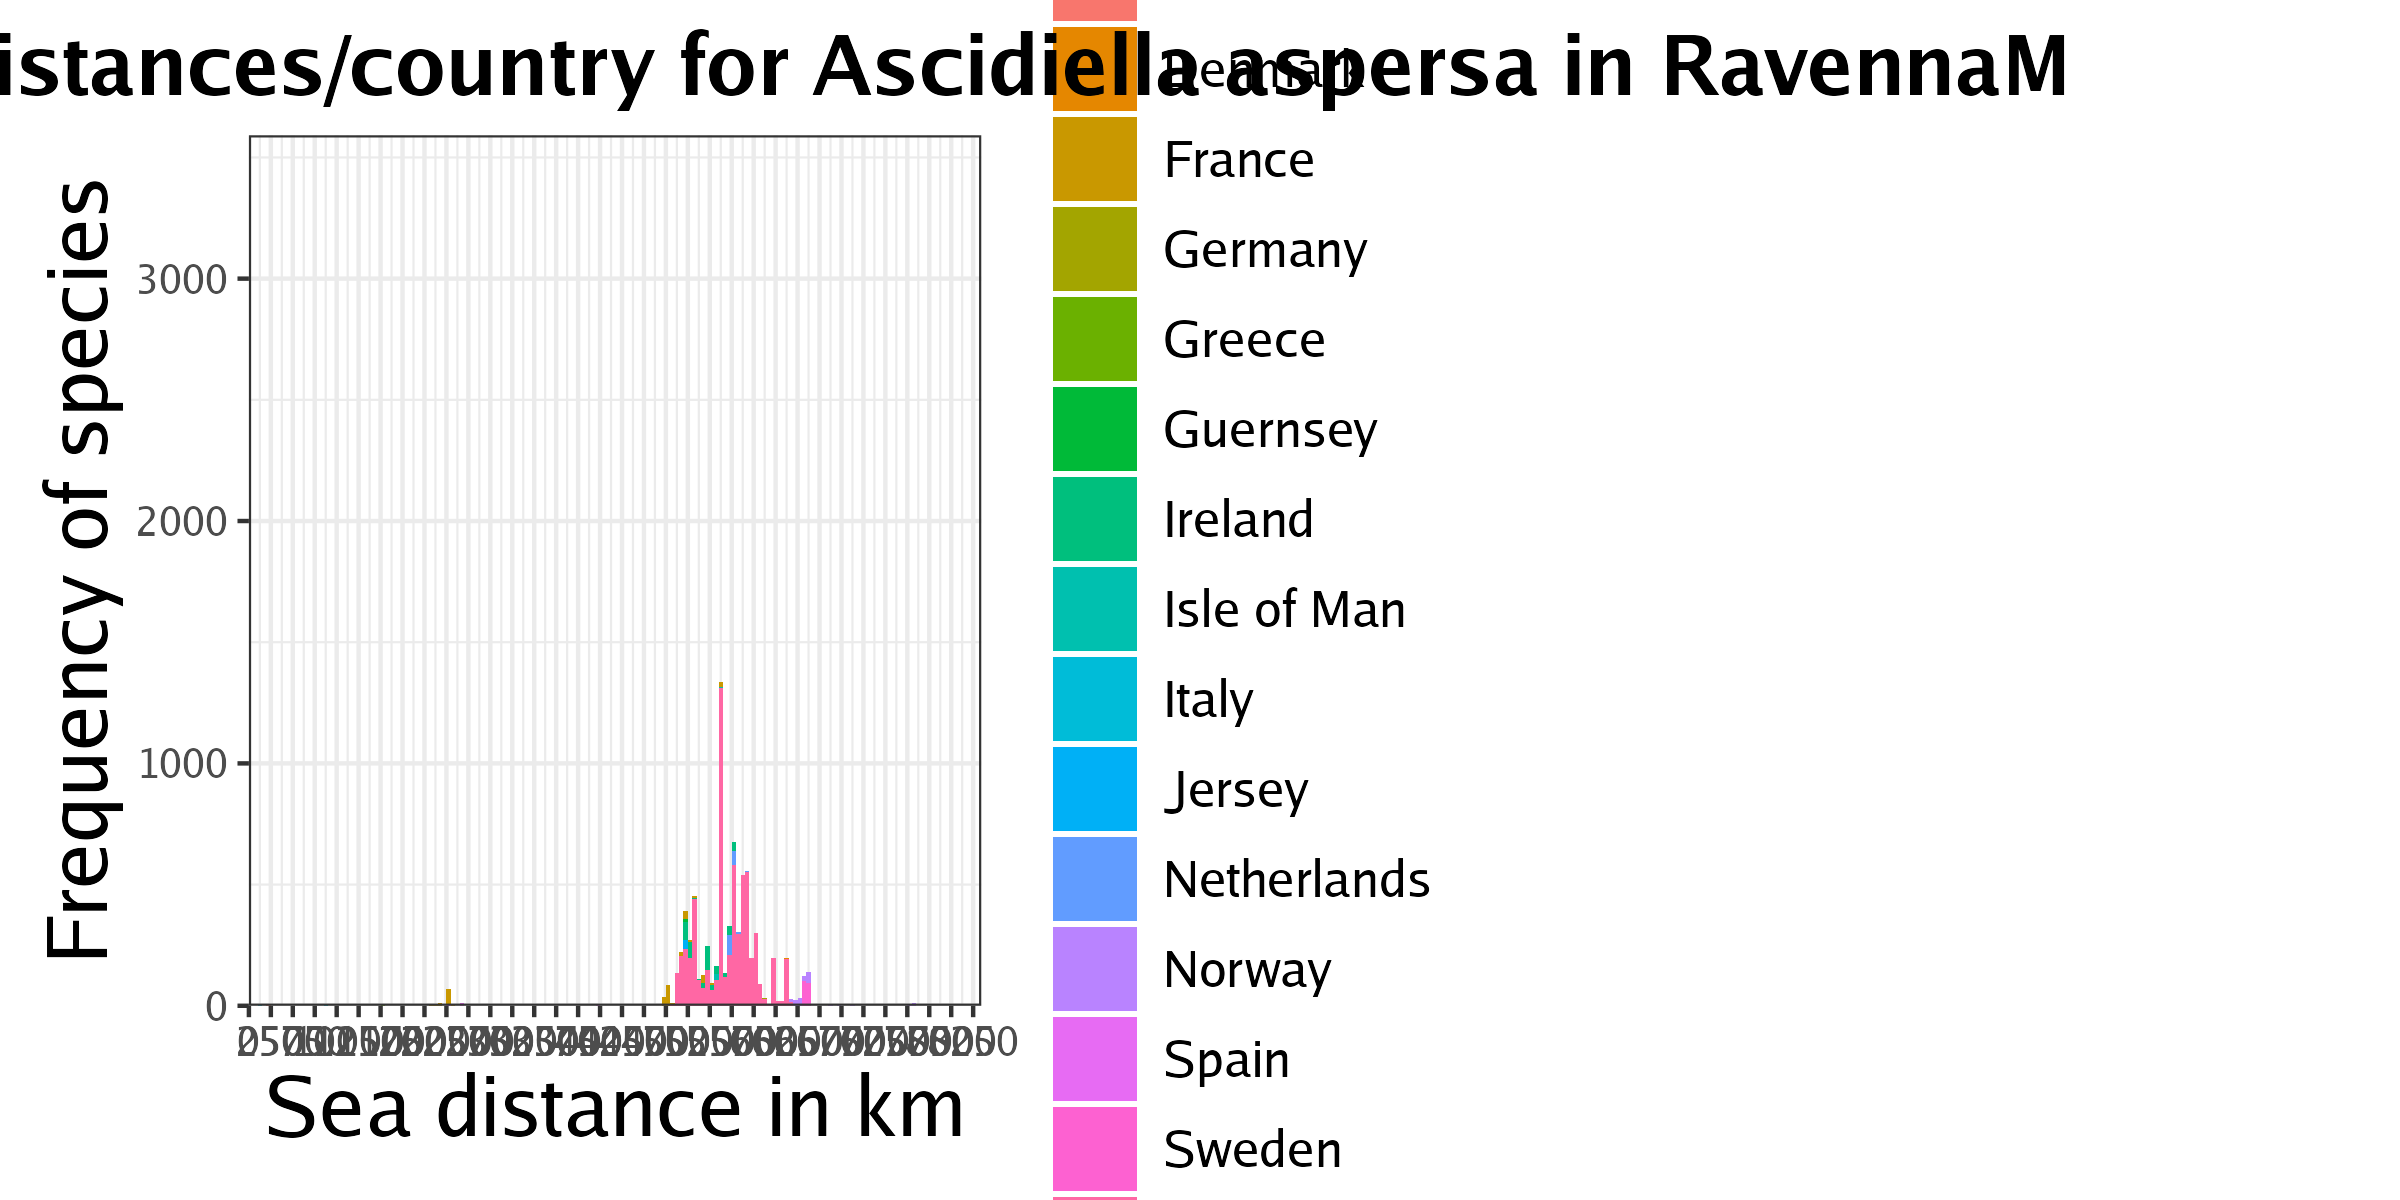 istances/country for Ascidiella aspersa in RavennaM
Denmark
France
Germany
Greece
Guernsey
Ireland
Isle of Man
Italy
Jersey
Netherlands
Norway
Spain
Sweden
Frequency of species
3000
2000
1000
0
Sea distance in km